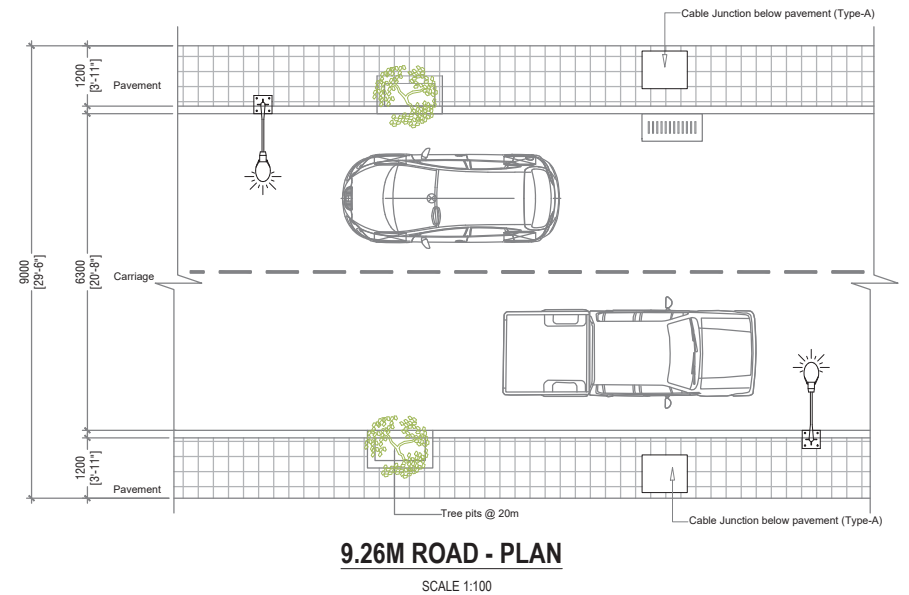 Cable Junction below pavement (Type-A)
1200
[3'-11"]
Pavement
9000
[29'-6"]
6300
[20'-8"]
Carriage
1200
[3'-11"]
Pavement
Tree pits @ 20m
Cable Junction below pavement (Type-A)
9.26M ROAD - PLAN
SCALE 1:100